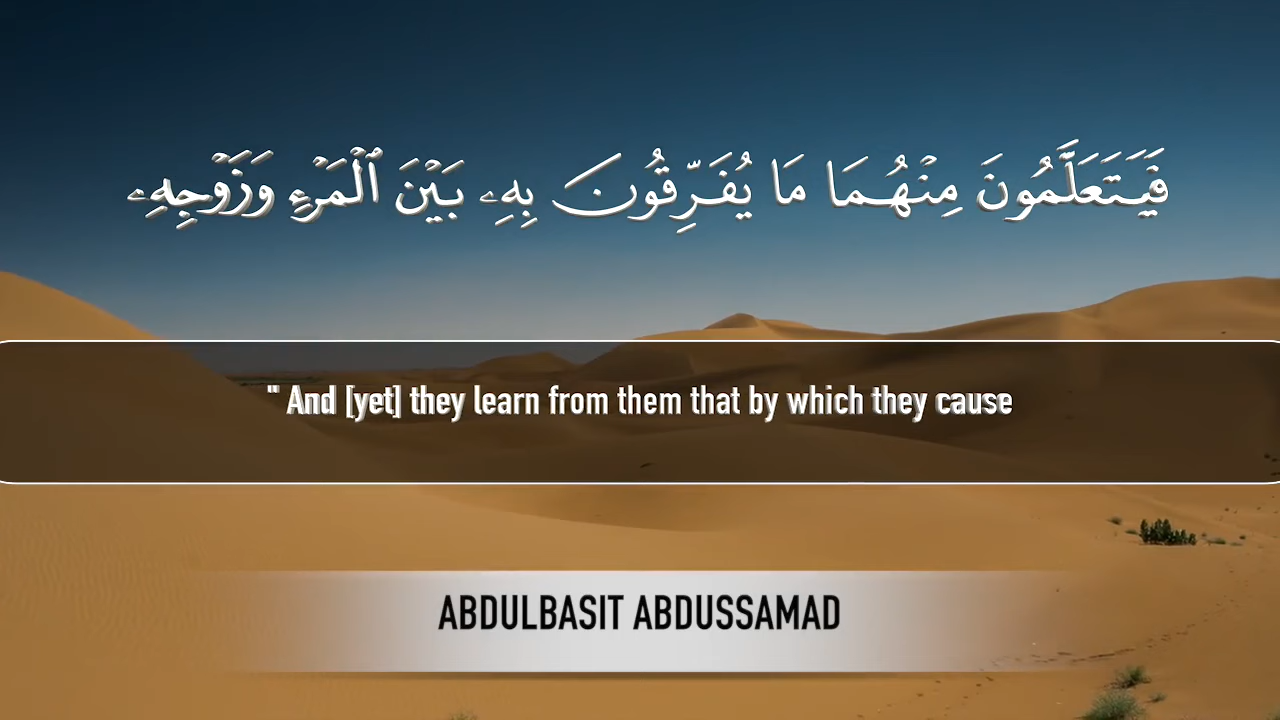 فَيَتَعَلَّمُونَ مِنْهُمَا مَا يُفَرِّقُونَ بِهِۦ بَيْنَ ٱلْمَرْءِ وَزَوْجِهِۦ
" And [yet] they learn from them that by which they cause
ABDULBASIT ABDUSSAMAD